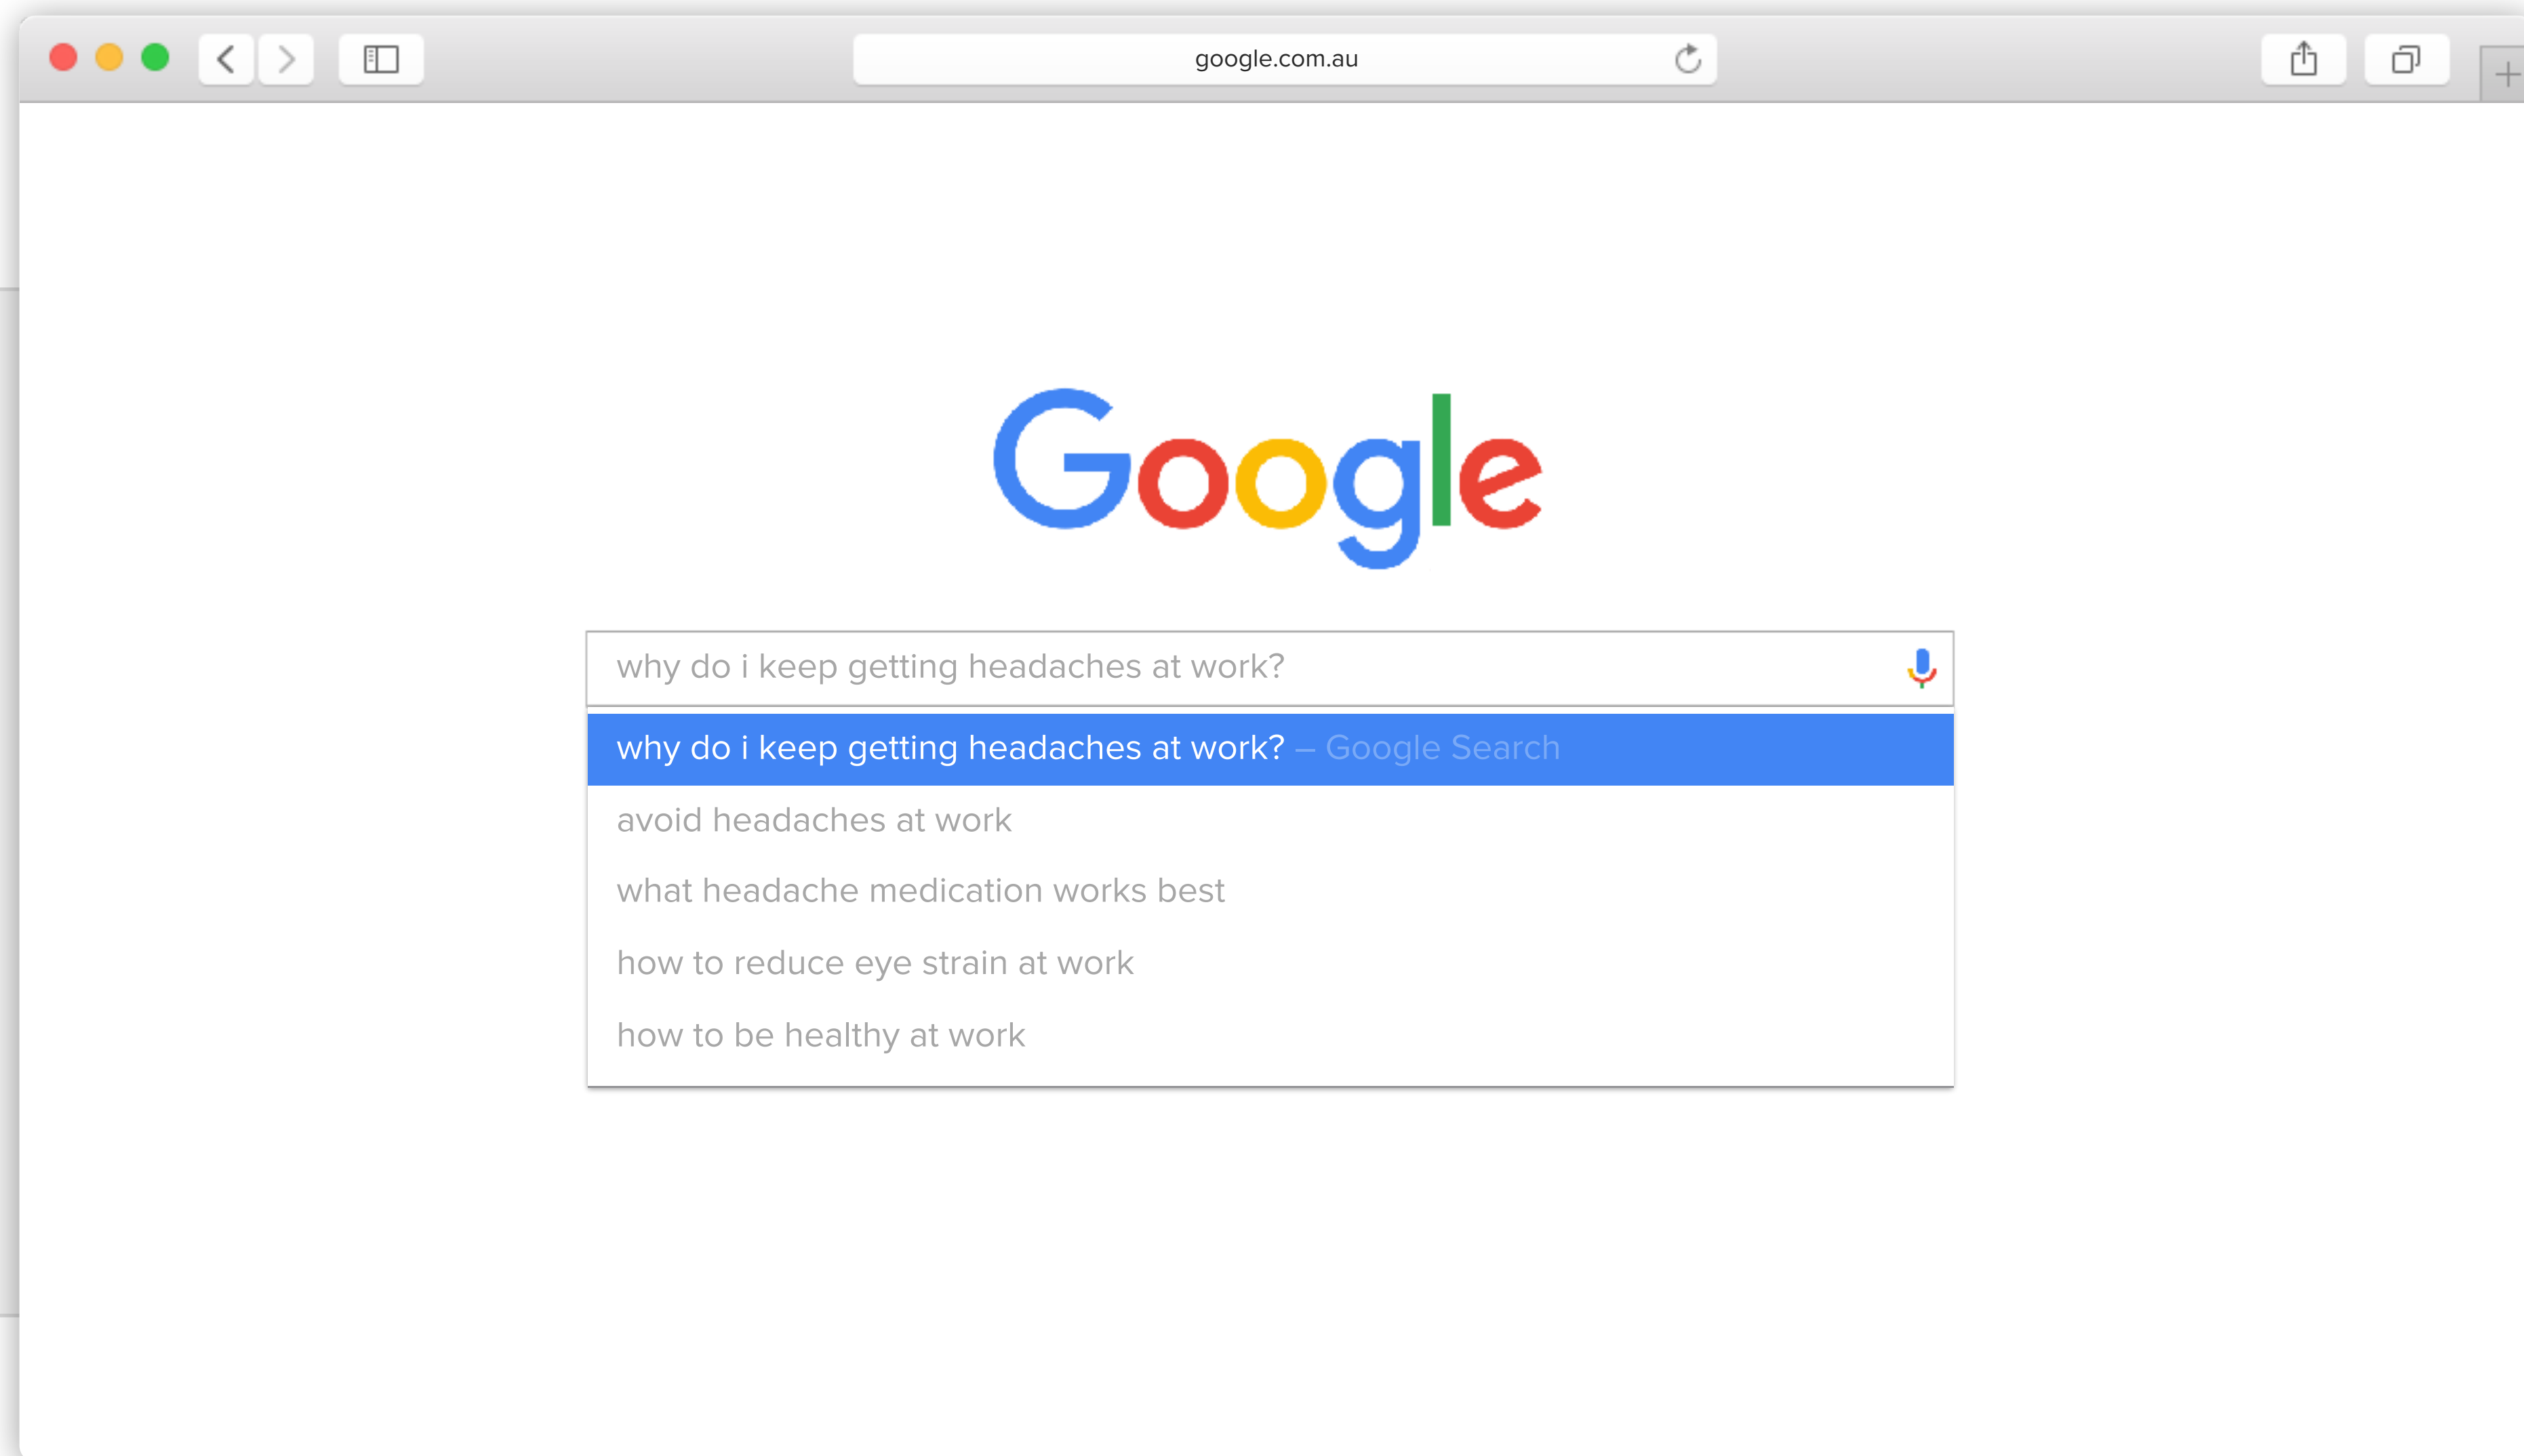 google.com.au
Google
why do i keep getting headaches at work?
why do i keep getting headaches at work? – Google Search
avoid headaches at work
what headache medication works best
how to reduce eye strain at work
how to be healthy at work